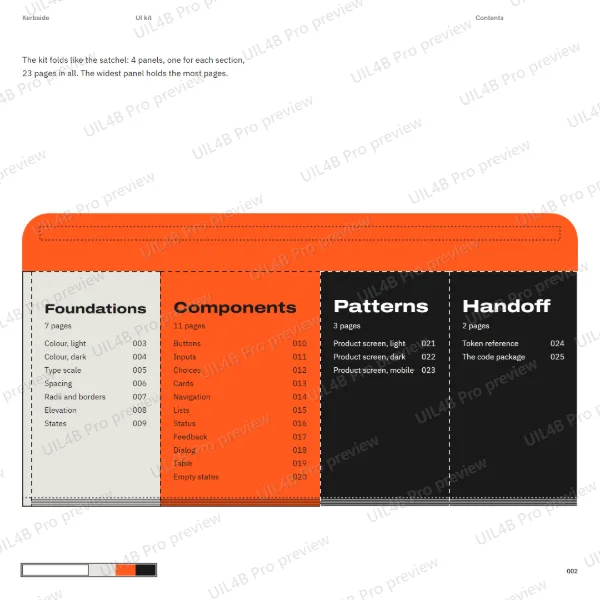 Kerbside UI kit Contents
The kit folds like the satchel: 4 panels, one for each section,
23 pages in all. The widest panel holds the most pages.
Foundations
7 pages
Colour, light 003
Colour, dark 004
Type scale 005
Spacing 006
Radii and borders 007
Elevation 008
States 009
Components
11 pages
Buttons 010
Inputs 011
Choices 012
Cards 013
Navigation 014
Lists 015
Status 016
Feedback 017
Dialog 018
Table 019
Empty states 020
Patterns
3 pages
Product screen, light 021
Product screen, dark 022
Product screen, mobile 023
Handoff
2 pages
Token reference 024
The code package 025
002
UIL4B Pro preview